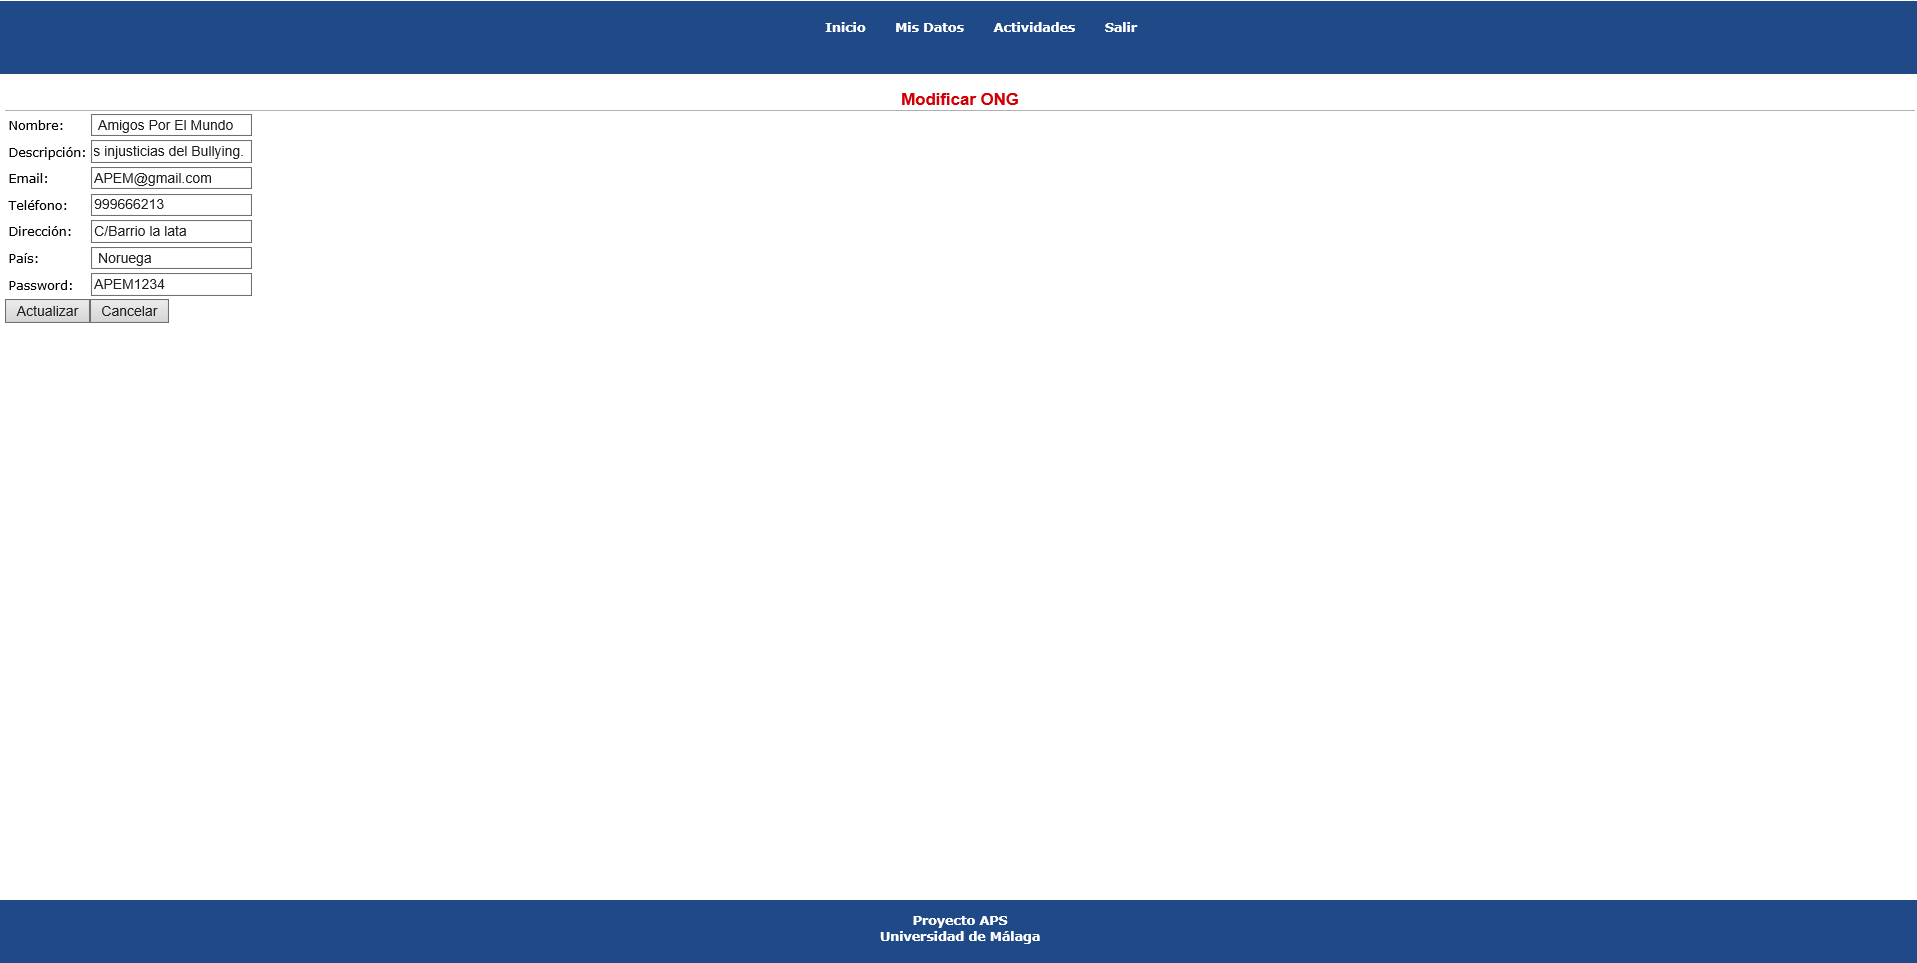 Inicio Mis Datos Actividades Salir
Modificar ONG
Nombre: Amigos Por El Mundo
Descripción: s injusticias del Bullying.
Email: APEM@gmail.com
Teléfono: 999666213
Dirección: C/Barrio la lata
País: Noruega
Password: APEM1234
Actualizar Cancelar
Proyecto APS
Universidad de Málaga